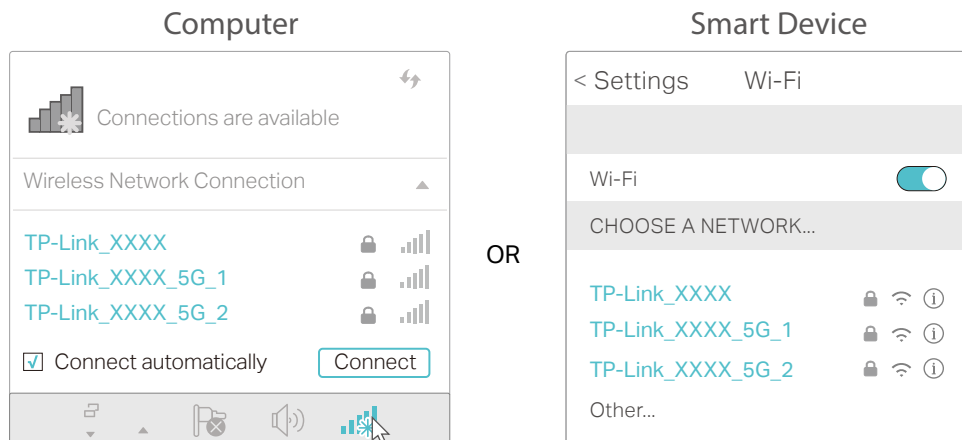 Computer
Connections are available
Wireless Network Connection
TP-Link_XXXX
TP-Link_XXXX_5G_1
TP-Link_XXXX_5G_2
Connect automatically
Connect
OR
Smart Device
< Settings Wi-Fi
Wi-Fi
CHOOSE A NETWORK...
TP-Link_XXXX
TP-Link_XXXX_5G_1
TP-Link_XXXX_5G_2
Other...